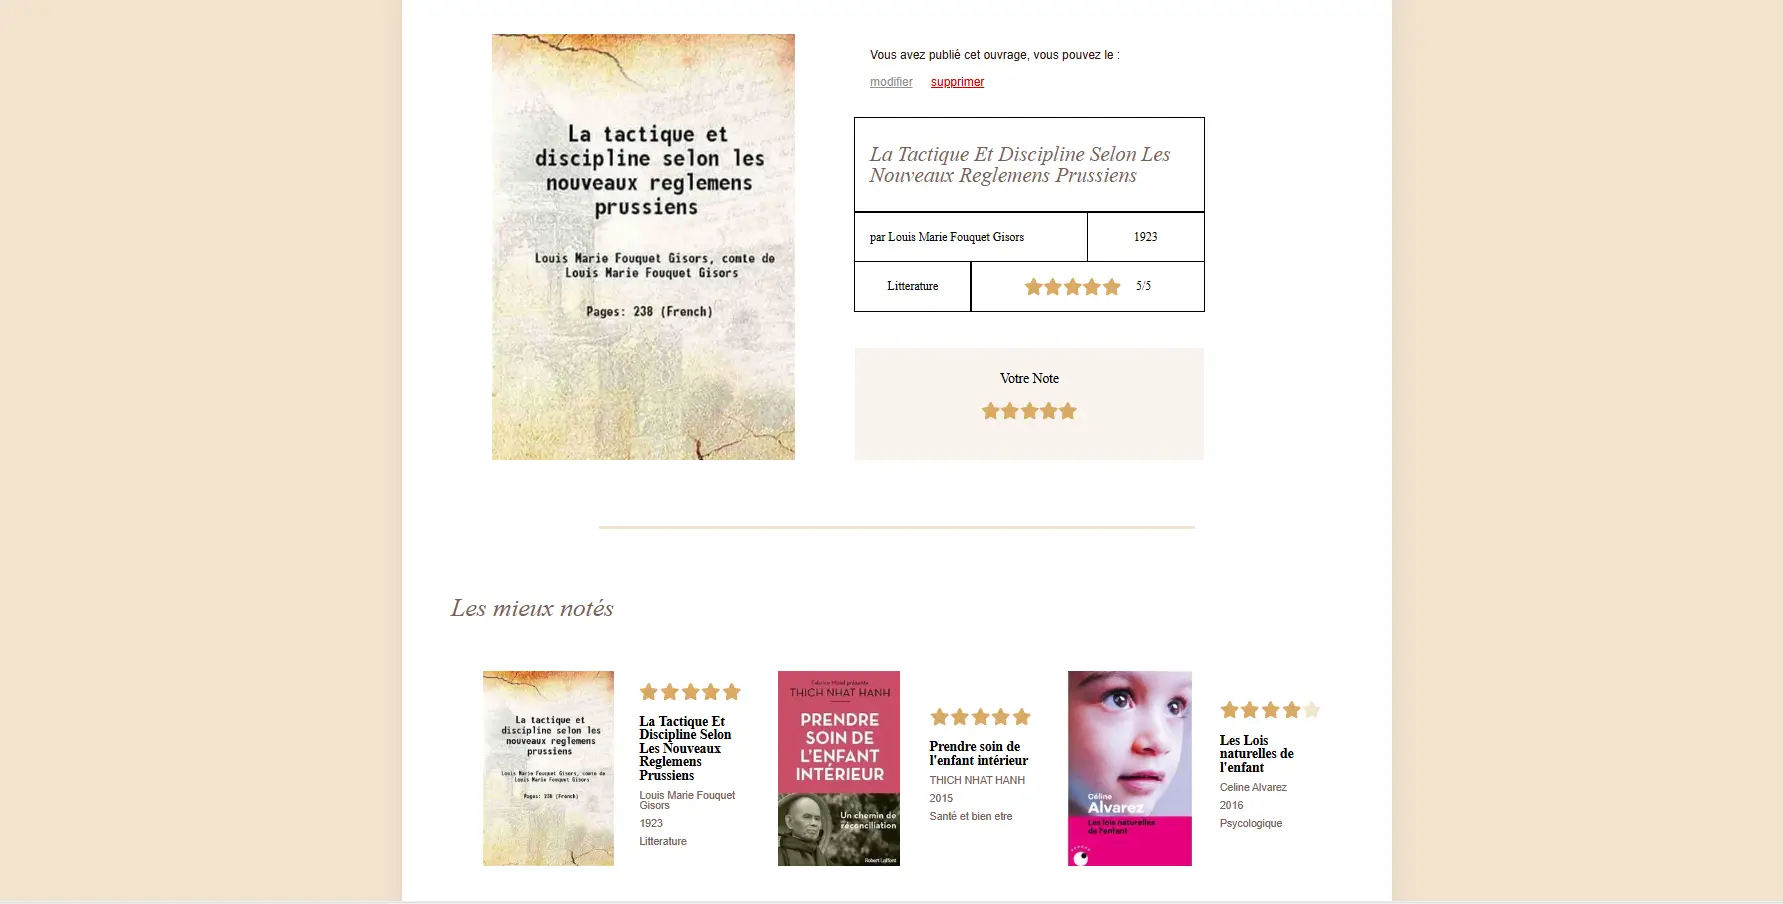 La tactique et
discipline selon les
nouveaux reglemens
prussiens
Louis Marie Fouquet Gisors, comte de
Louis Marie Fouquet Gisors
Pages: 238 (French)
Vous avez publié cet ouvrage, vous pouvez le :
modifier supprimer
La Tactique Et Discipline Selon Les
Nouveaux Reglemens Prussiens
par Louis Marie Fouquet Gisors 1923
Litterature 5/5
Votre Note
Les mieux notés
La tactique et
discipline selon les
nouveaux reglemens
prussiens
Louis Marie Fouquet Gisors, comte de
Louis Marie Fouquet Gisors
Pages: 238 (French)
La Tactique Et
Discipline Selon
Les Nouveaux
Reglemens
Prussiens
Louis Marie Fouquet
Gisors
1923
Litterature
THICH NHAT HANH
PRENDRE
SOIN DE
L'ENFANT
INTÉRIEUR
Un chemin de
réconciliation
Robert Laffont
Prendre soin de
l'enfant intérieur
THICH NHAT HANH
2015
Santé et bien etre
Céline
Alvarez
Les lois naturelles
de l'enfant
Les Lois
naturelles de
l'enfant
Celine Alvarez
2016
Psycologique